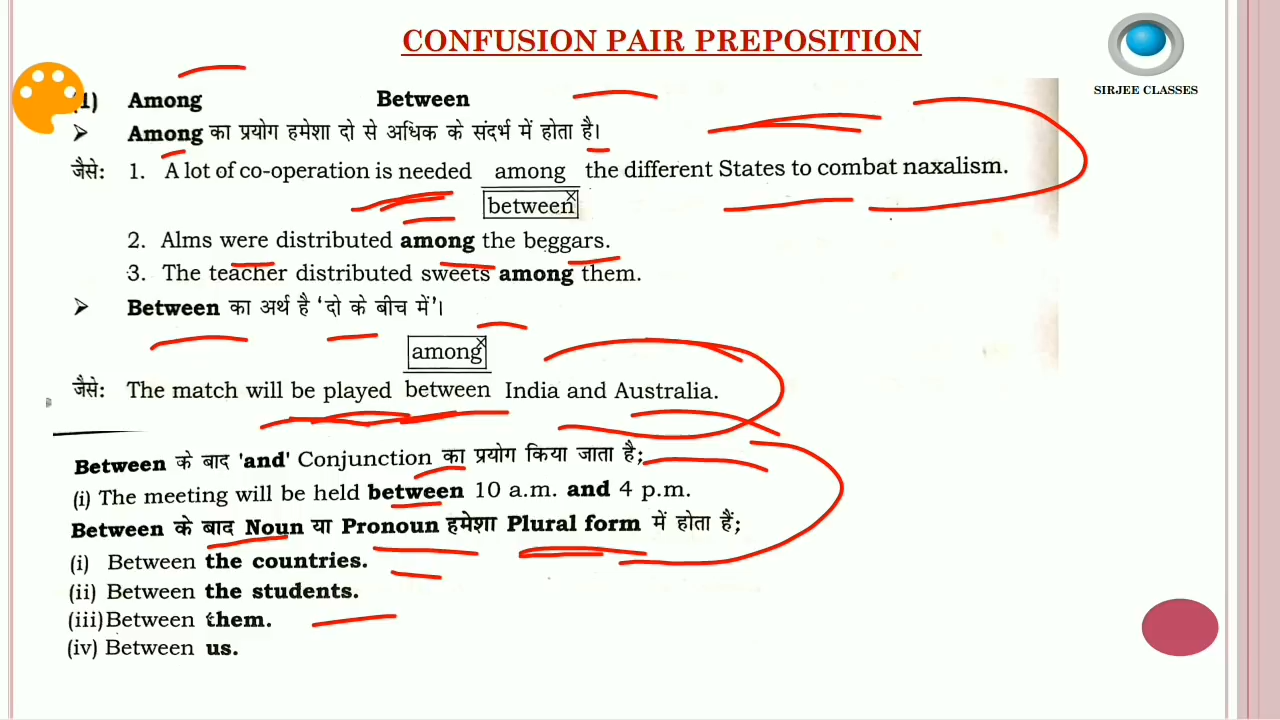 CONFUSION PAIR PREPOSITION
SIRJEE CLASSES
1) Among Between
➢ Among का प्रयोग हमेशा दो से अधिक के संदर्भ में होता है।
जैसे: 1. A lot of co-operation is needed among the different States to combat naxalism.
between x
2. Alms were distributed among the beggars.
3. The teacher distributed sweets among them.
➢ Between का अर्थ है 'दो के बीच में'।
among x
जैसे: The match will be played between India and Australia.
Between के बाद 'and' Conjunction का प्रयोग किया जाता है;
(i) The meeting will be held between 10 a.m. and 4 p.m.
Between के बाद Noun या Pronoun हमेशा Plural form में होता हैं;
(i) Between the countries.
(ii) Between the students.
(iii) Between them.
(iv) Between us.